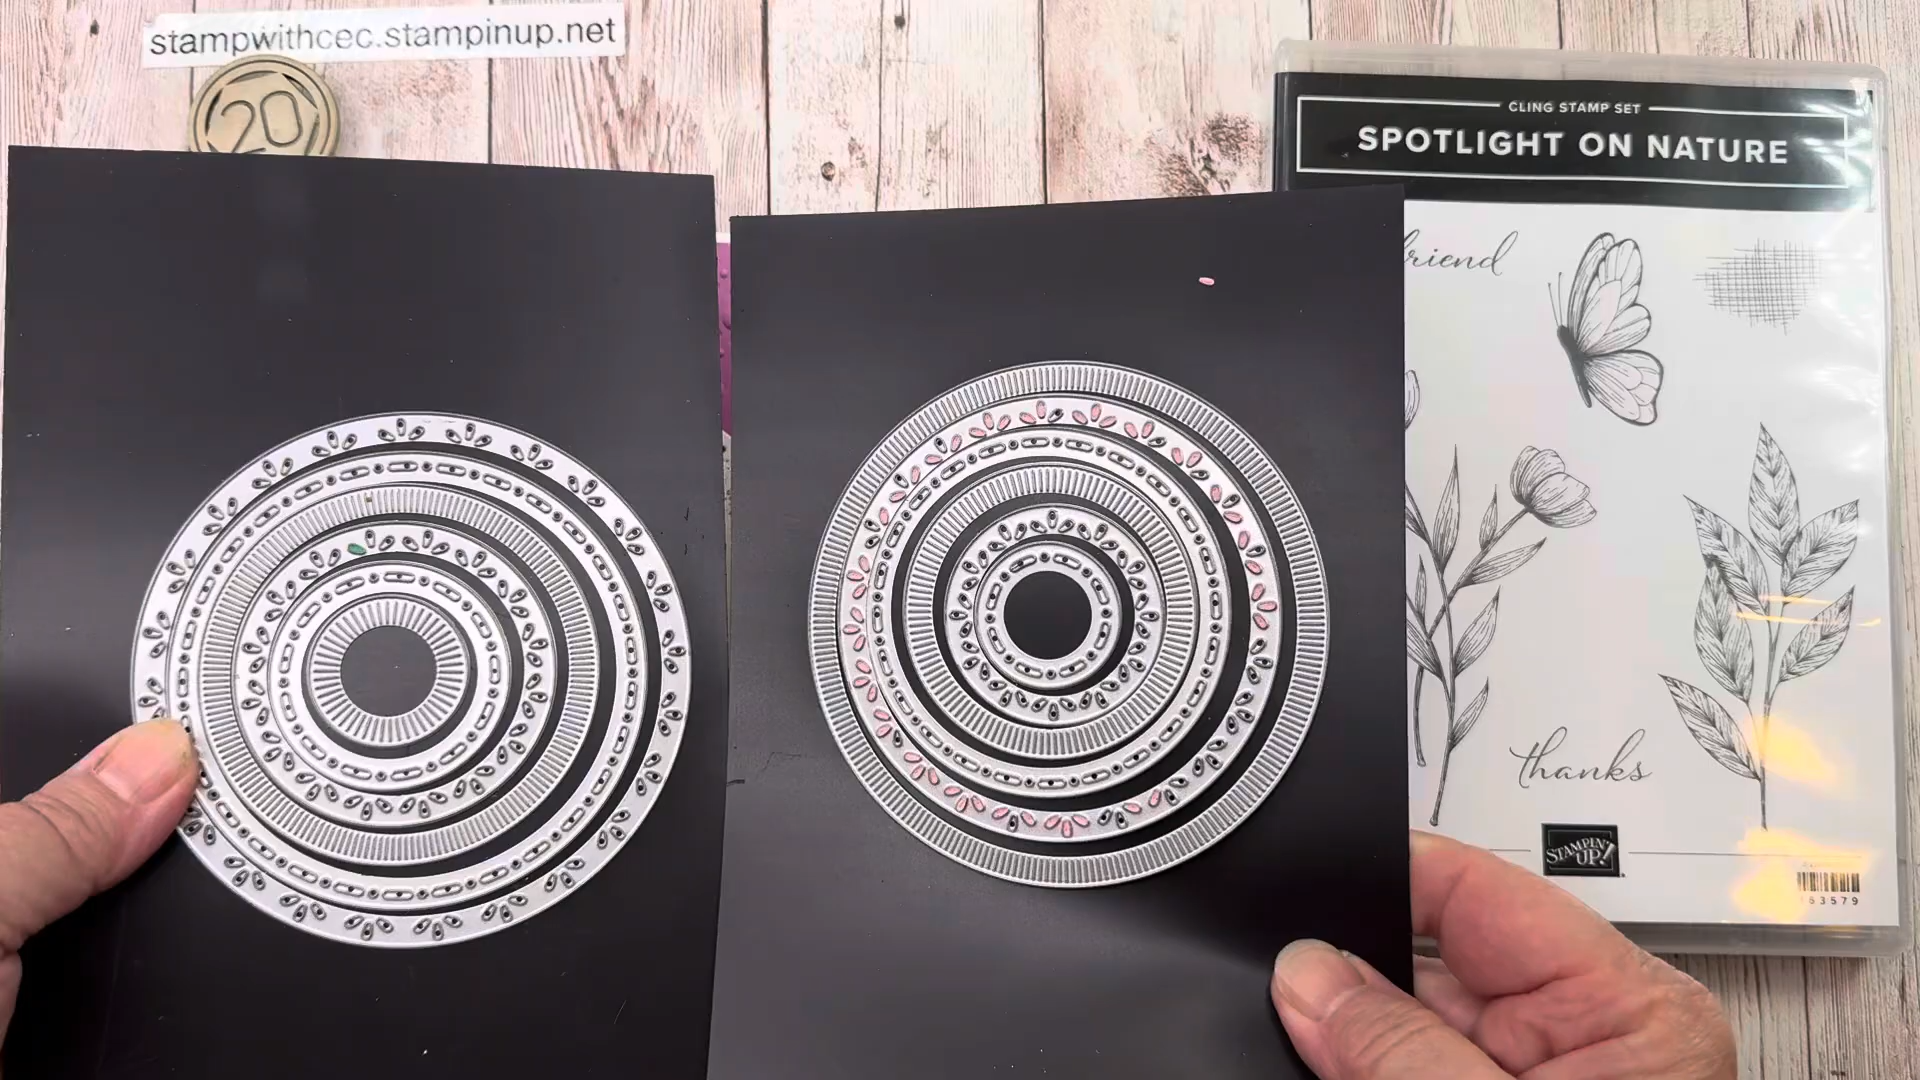 stampwithcec.stampinup.net
20
CLING STAMP SET
SPOTLIGHT ON NATURE
friend
thanks
STAMPIN' UP!
163579